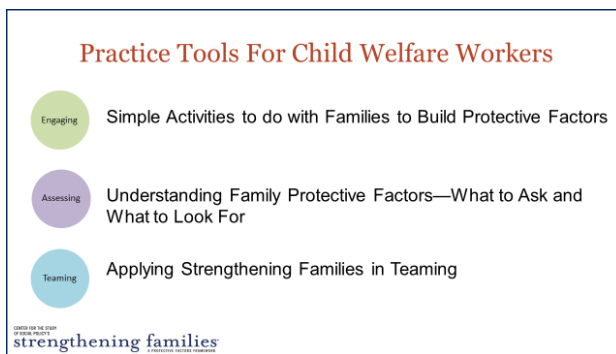 Practice Tools For Child Welfare Workers
Engaging
Simple Activities to do with Families to Build Protective Factors
Assessing
Understanding Family Protective Factors—What to Ask and
What to Look For
Teaming
Applying Strengthening Families in Teaming
CENTER FOR THE STUDY
OF SOCIAL POLICY'S
strengthening families
A PROTECTIVE FACTORS FRAMEWORK